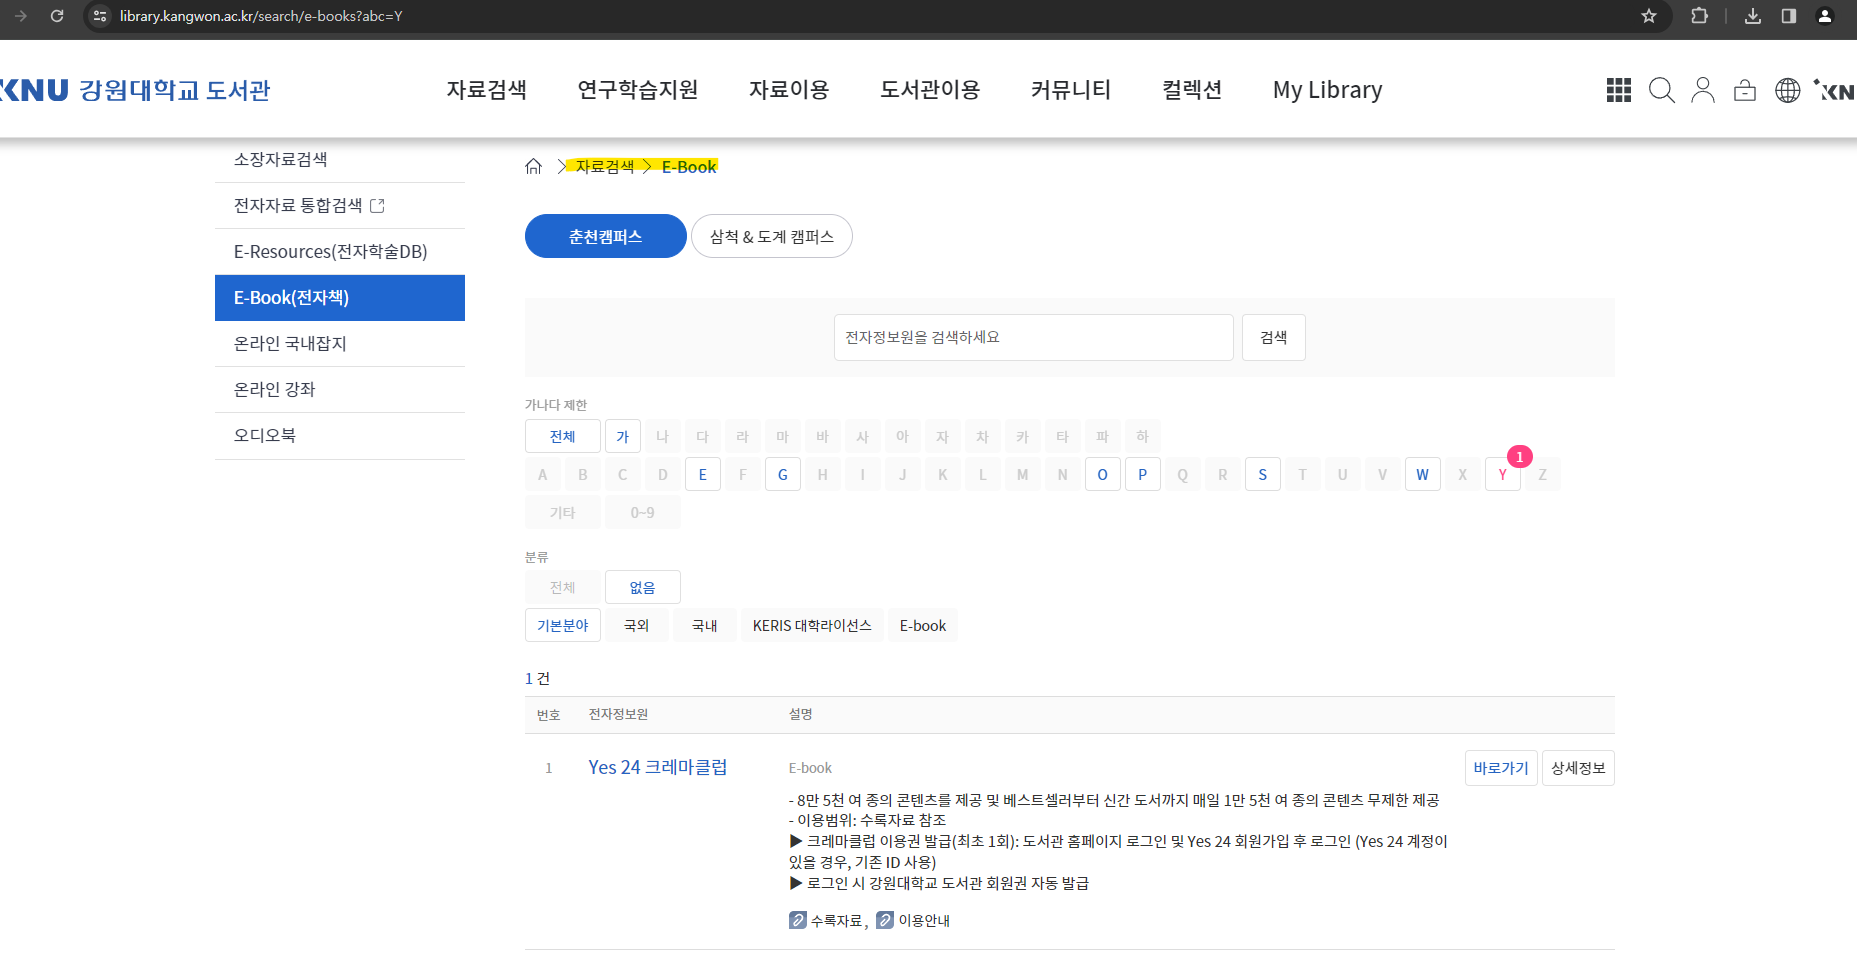 library.kangwon.ac.kr/search/e-books?abc=Y
KNU 강원대학교 도서관
자료검색 연구학습지원 자료이용 도서관이용 커뮤니티 컬렉션 My Library
KN
소장자료검색
전자자료 통합검색
E-Resources(전자학술DB)
E-Book(전자책)
온라인 국내잡지
온라인 강좌
오디오북
자료검색 > E-Book
춘천캠퍼스 삼척 & 도계 캠퍼스
전자정보원을 검색하세요 검색
가나다 제한
전체 가 나 다 라 마 바 사 아 자 차 카 타 파 하
1
A B C D E F G H I J K L M N O P Q R S T U V W X Y Z
기타 0~9
분류
전체 없음
기본분야 국외 국내 KERIS 대학라이선스 E-book
1 건
번호 전자정보원 설명
1 Yes 24 크레마클럽 E-book 바로가기 상세정보
- 8만 5천 여 종의 콘텐츠를 제공 및 베스트셀러부터 신간 도서까지 매일 1만 5천 여 종의 콘텐츠 무제한 제공
- 이용범위: 수록자료 참조
▶ 크레마클럽 이용권 발급(최초 1회): 도서관 홈페이지 로그인 및 Yes 24 회원가입 후 로그인 (Yes 24 계정이
있을 경우, 기존 ID 사용)
▶ 로그인 시 강원대학교 도서관 회원권 자동 발급
수록자료, 이용안내